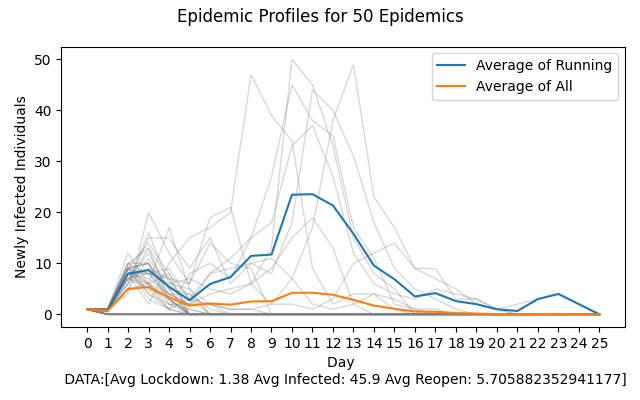 Epidemic Profiles for 50 Epidemics
Average of Running
Average of All
Newly Infected Individuals
50
40
30
20
10
0
0 1 2 3 4 5 6 7 8 9 10 11 12 13 14 15 16 17 18 19 20 21 22 23 24 25
Day
DATA:[Avg Lockdown: 1.38 Avg Infected: 45.9 Avg Reopen: 5.705882352941177]